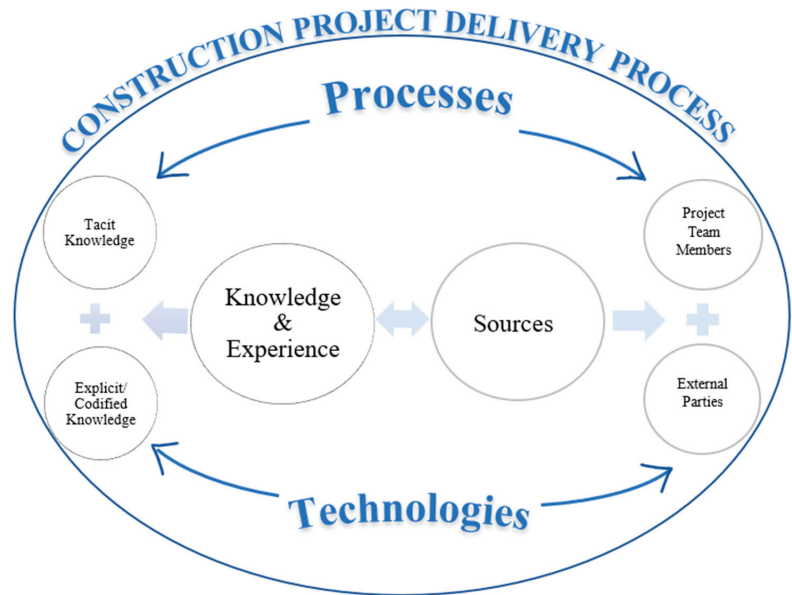 CONSTRUCTION PROJECT DELIVERY PROCESS
Processes
Tacit
Knowledge
Project
Team
Members
Knowledge
&
Experience
Sources
Explicit/
Codified
Knowledge
External
Parties
Technologies